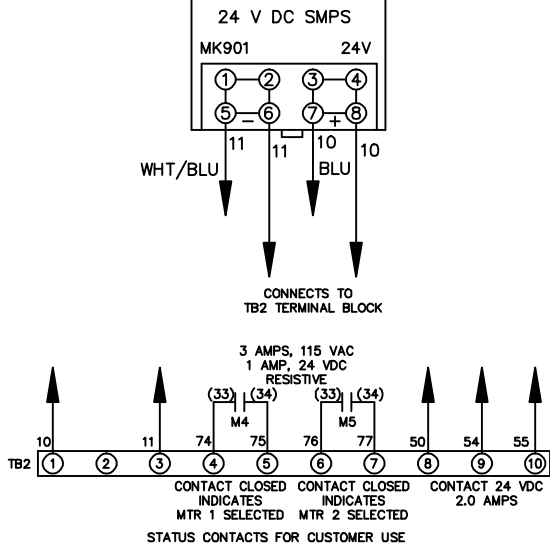 24 V DC SMPS
MK901 24V
1 2 3 4
5 − 6 7 + 8
11 11 10 10
WHT/BLU BLU
CONNECTS TO
TB2 TERMINAL BLOCK
3 AMPS, 115 VAC
1 AMP, 24 VDC
RESISTIVE
(33) (34) (33) (34)
M4 M5
10 11 74 75 76 77 50 54 55
TB2 1 2 3 4 5 6 7 8 9 10
CONTACT CLOSED CONTACT CLOSED CONTACT 24 VDC
INDICATES INDICATES 2.0 AMPS
MTR 1 SELECTED MTR 2 SELECTED
STATUS CONTACTS FOR CUSTOMER USE